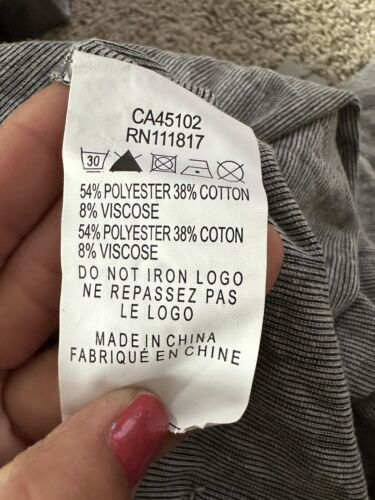 CA45102
RN111817
30
54% POLYESTER 38% COTTON
8% VISCOSE
54% POLYESTER 38% COTON
8% VISCOSE
DO NOT IRON LOGO
NE REPASSEZ PAS
LE LOGO
MADE IN CHINA
FABRIQUÉ EN CHINE